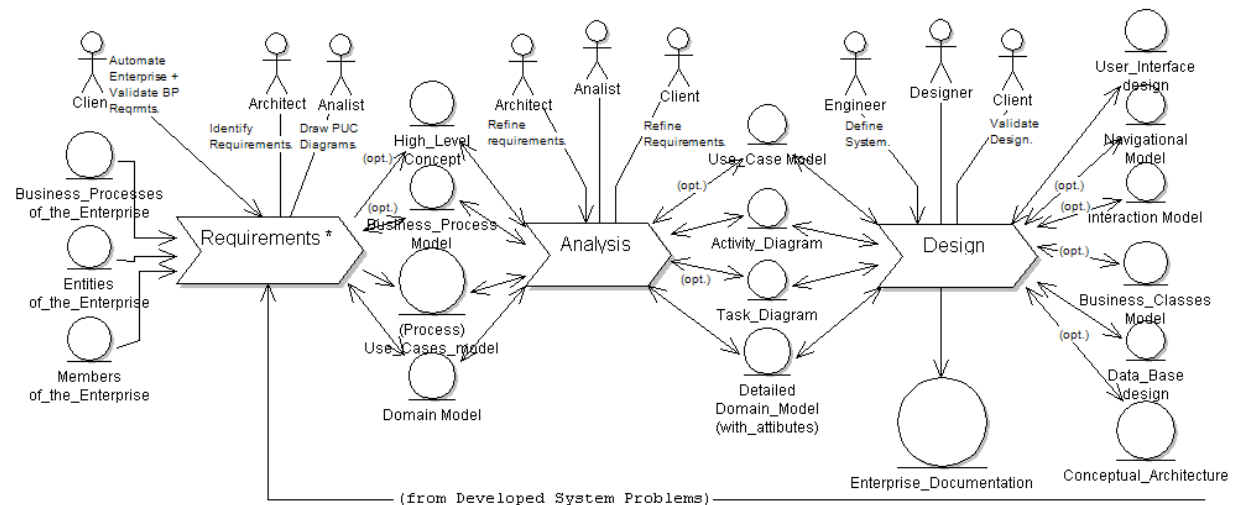 Clien
Automate
Enterprise +
Validate BP
Reqrmts.
Architect
Identify
Requirements.
Analist
Draw PUC
Diagrams.
Business_Processes
of_the_Enterprise
Entities
of_the_Enterprise
Members
of_the_Enterprise
Requirements *
High_Level
Concept
(opt.)
(opt.)
Business_Process
Model
(Process)
Use_Cases_model
Domain Model
Architect
Refine
requirements.
Analist
Client
Refine
Requirements.
Analysis
Use_Case Model
(opt.)
Activity_Diagram
(opt.)
Task_Diagram
Detailed
Domain_Model
(with_attibutes)
Engineer
Define
System.
Designer
Client
Validate
Design.
Design
Enterprise_Documentation
User_Interface
design
Navigational
Model
(opt.)
(opt.)
Interaction Model
(opt.)
Business_Classes
Model
(opt.)
Data_Base
design
Conceptual_Architecture
(from Developed System Problems)